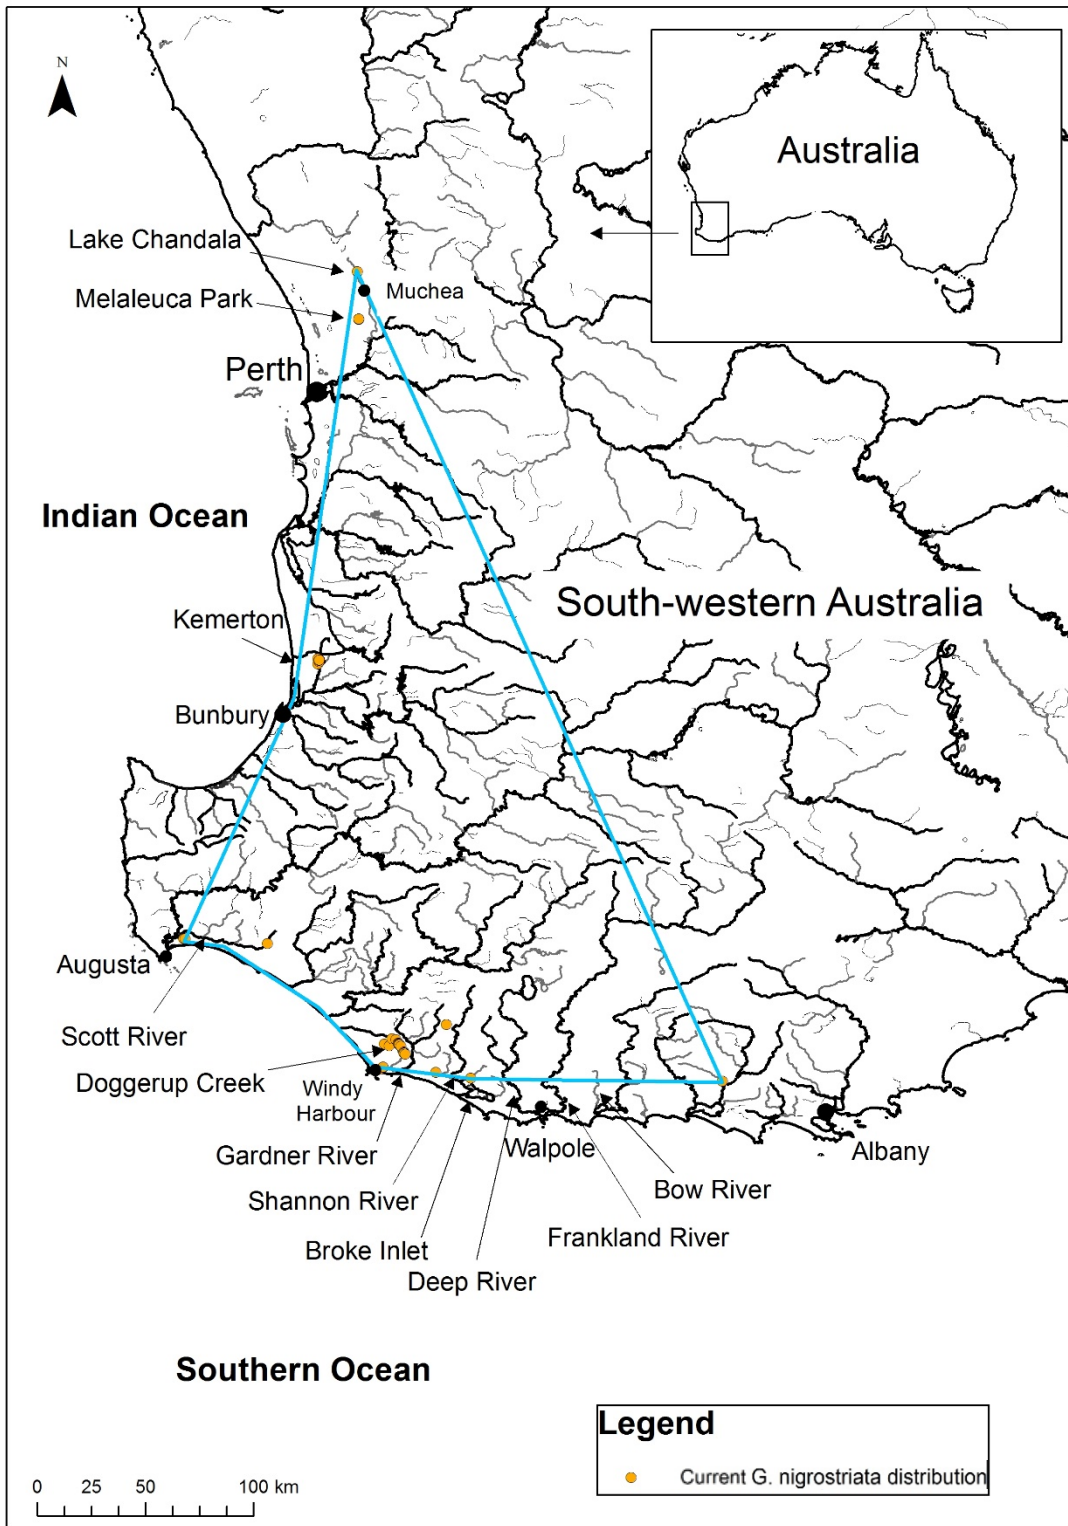 N
Australia
Lake Chandala
Melaleuca Park
Muchea
Perth
Indian Ocean
South-western Australia
Kemerton
Bunbury
Augusta
Scott River
Doggerup Creek
Windy
Harbour
Gardner River
Shannon River
Broke Inlet
Deep River
Walpole
Frankland River
Bow River
Albany
Southern Ocean
Legend
Current G. nigrostriata distribution
0 25 50 100 km